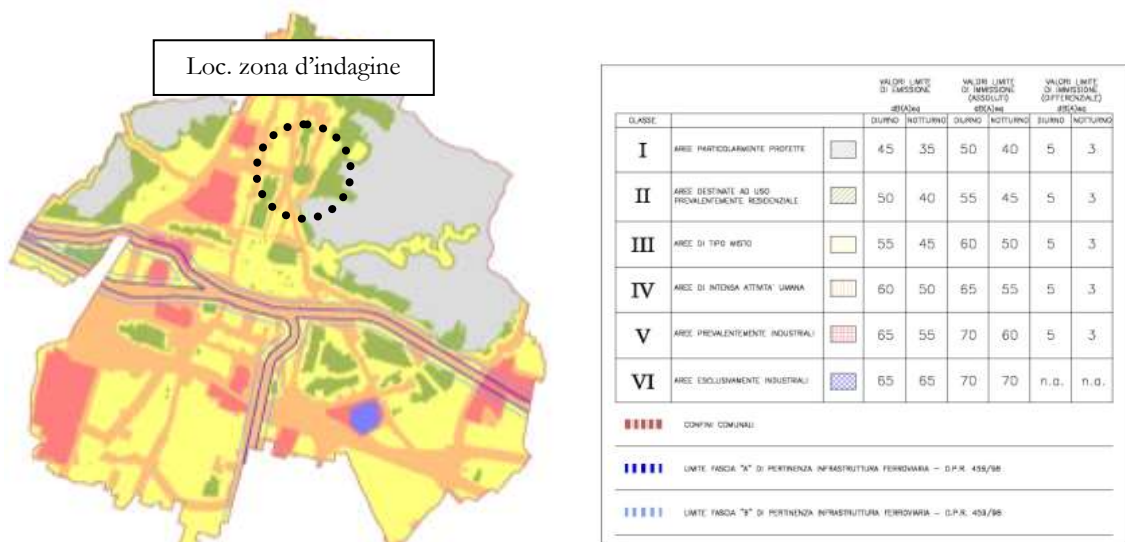 Loc. zona d'indagine
VALORI LIMITE DI EMISSIONE dB(A)eq
VALORI LIMITE DI IMMISSIONE (ASSOLUTI) dB(A)eq
VALORI LIMITE DI IMMISSIONE (DIFFERENZIALE) dB(A)eq
CLASSE DIURNO NOTTURNO DIURNO NOTTURNO DIURNO NOTTURNO
I AREE PARTICOLARMENTE PROTETTE 45 35 50 40 5 3
II AREE DESTINATE AD USO PREVALENTEMENTE RESIDENZIALE 50 40 55 45 5 3
III AREE DI TIPO MISTO 55 45 60 50 5 3
IV AREE DI INTENSA ATTIVITA' UMANA 60 50 65 55 5 3
V AREE PREVALENTEMENTE INDUSTRIALI 65 55 70 60 5 3
VI AREE ESCLUSIVAMENTE INDUSTRIALI 65 65 70 70 n.a. n.a.
CONFINI COMUNALI
LIMITE FASCIA "A" DI PERTINENZA INFRASTRUTTURA FERROVIARIA – D.P.R. 459/98
LIMITE FASCIA "B" DI PERTINENZA INFRASTRUTTURA FERROVIARIA – D.P.R. 459/98